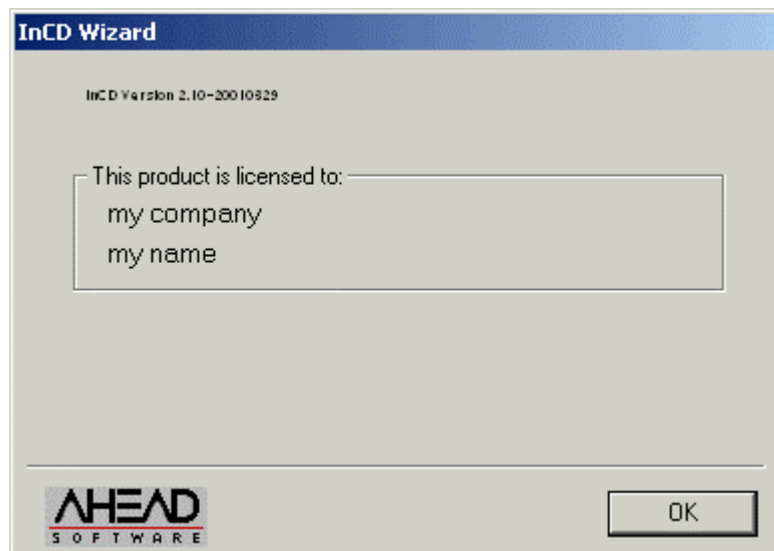 InCD Wizard
InCD Version 2.10-20010829
This product is licensed to:
my company
my name
AHEAD
SOFTWARE
OK